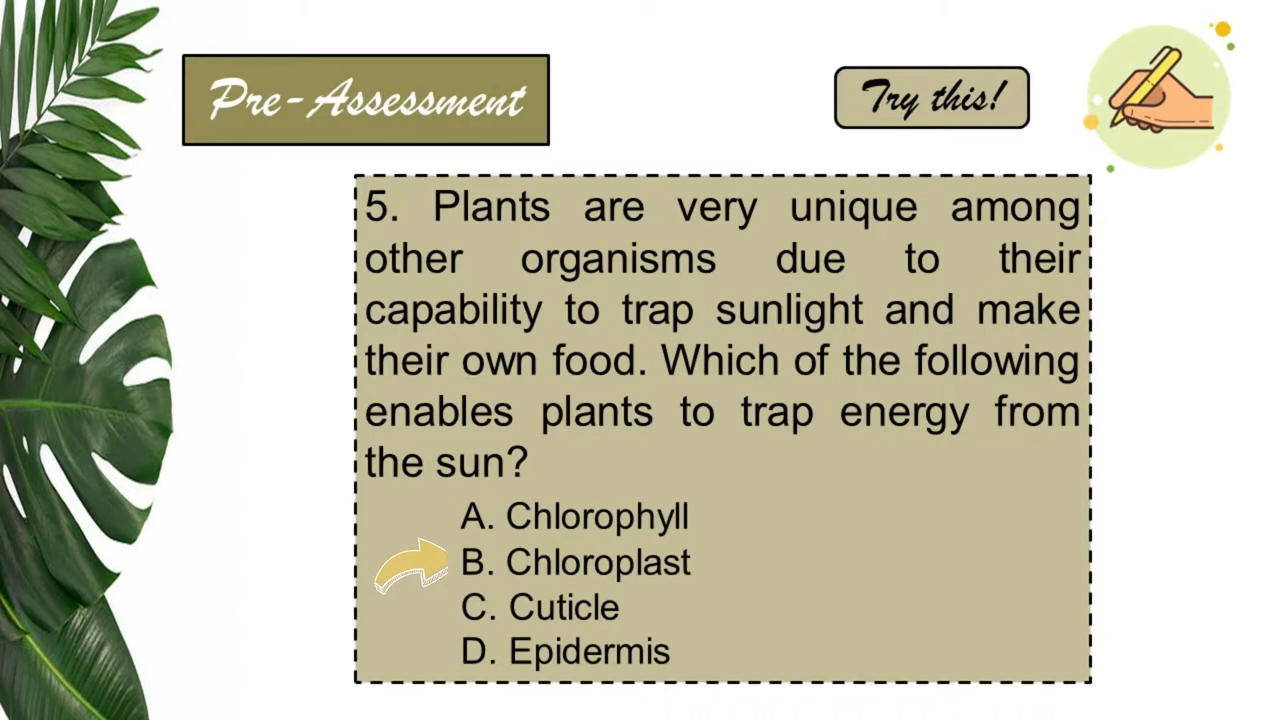 Pre-Assessment
Try this!
5. Plants are very unique among
other organisms due to their
capability to trap sunlight and make
their own food. Which of the following
enables plants to trap energy from
the sun?
A. Chlorophyll
B. Chloroplast
C. Cuticle
D. Epidermis